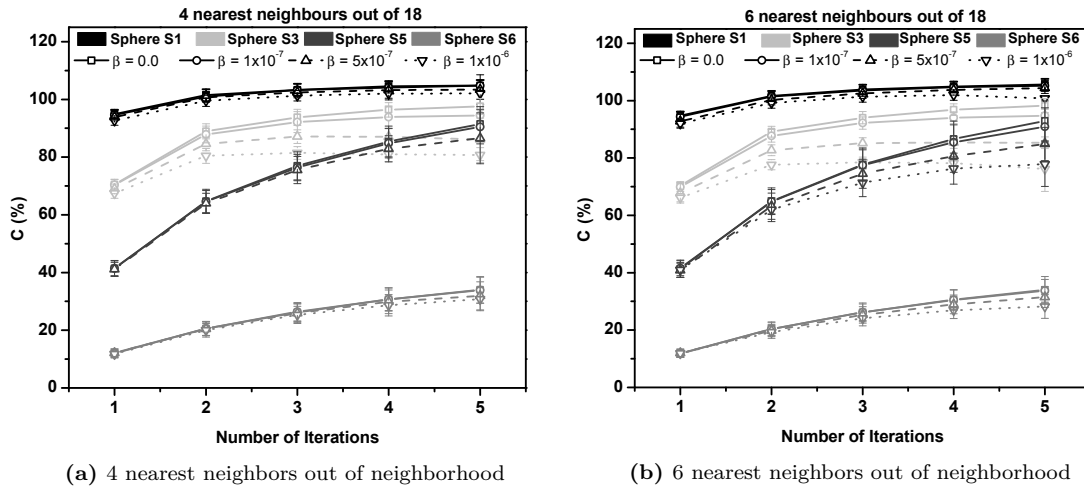 4 nearest neighbours out of 18
Sphere S1 Sphere S3 Sphere S5 Sphere S6
β = 0.0 β = 1x10⁻⁷ β = 5x10⁻⁷ β = 1x10⁻⁶
120
100
80
60
40
20
0
C (%)
1 2 3 4 5
Number of Iterations
(a) 4 nearest neighbors out of neighborhood
6 nearest neighbours out of 18
Sphere S1 Sphere S3 Sphere S5 Sphere S6
β = 0.0 β = 1x10⁻⁷ β = 5x10⁻⁷ β = 1x10⁻⁶
120
100
80
60
40
20
0
C (%)
1 2 3 4 5
Number of Iterations
(b) 6 nearest neighbors out of neighborhood